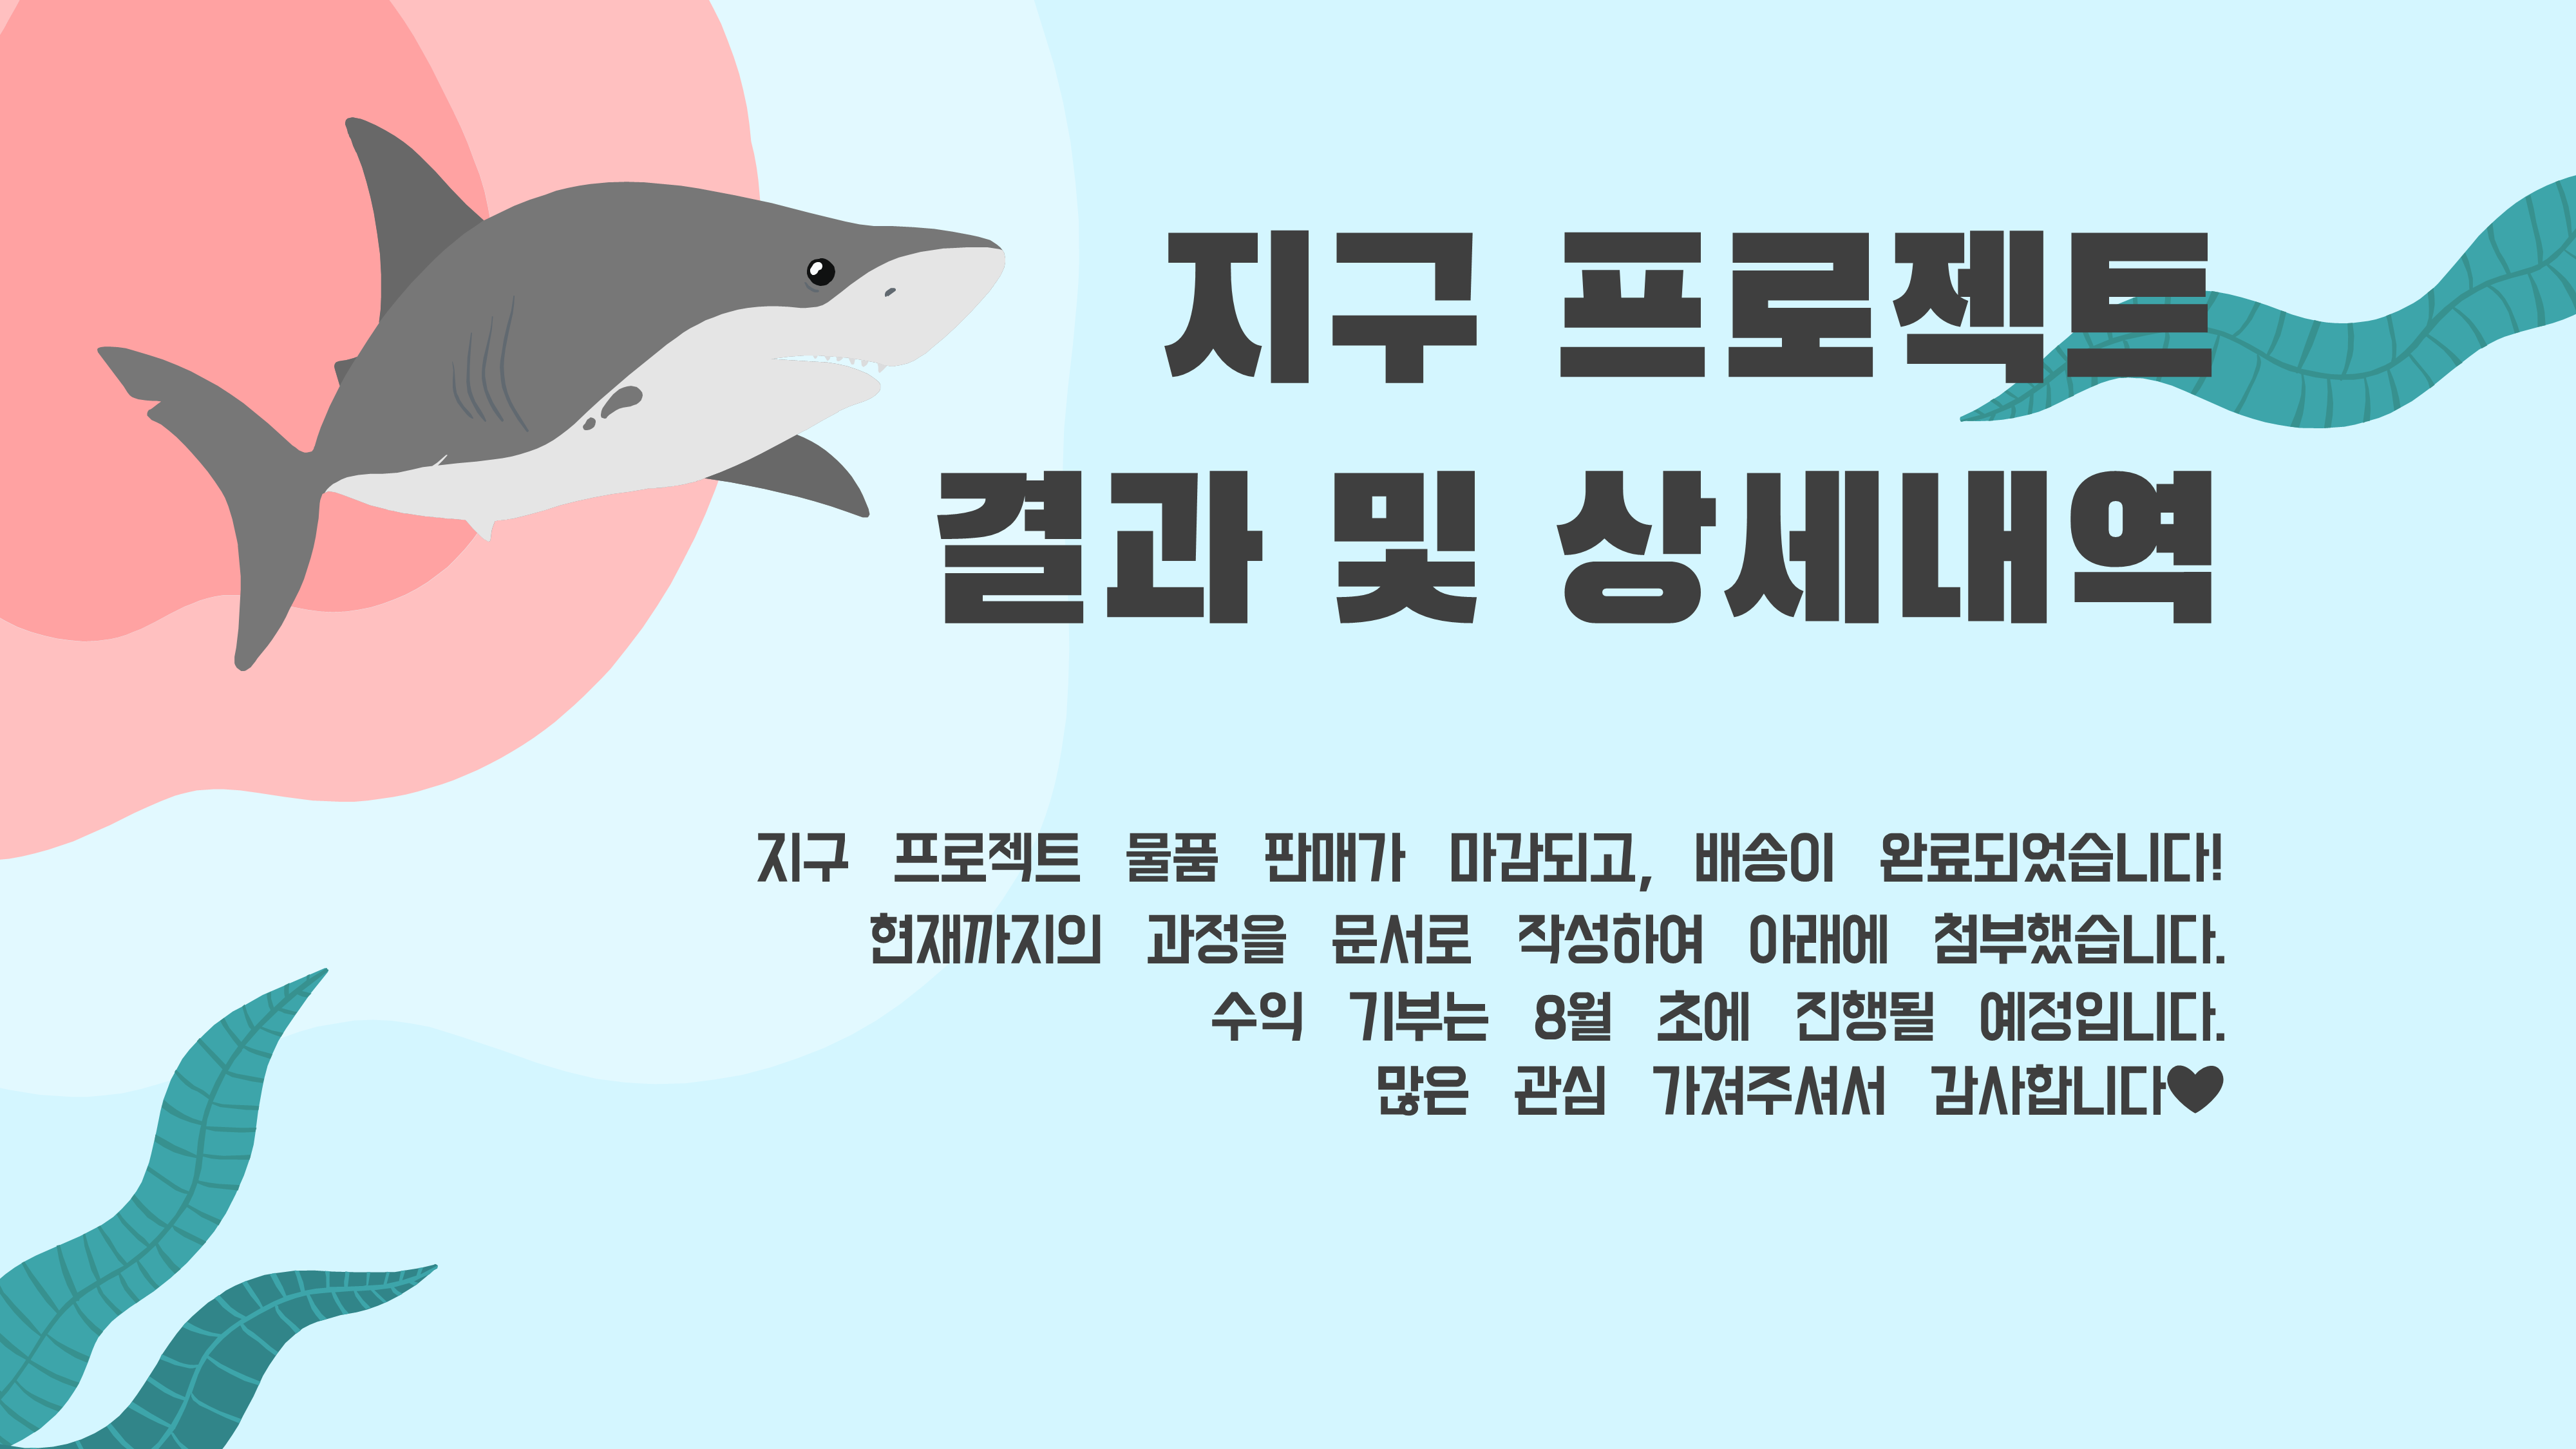 지구 프로젝트
결과 및 상세내역
지구 프로젝트 물품 판매가 마감되고, 배송이 완료되었습니다!
현재까지의 과정을 문서로 작성하여 아래에 첨부했습니다.
수익 기부는 8월 초에 진행될 예정입니다.
많은 관심 가져주셔서 감사합니다♥